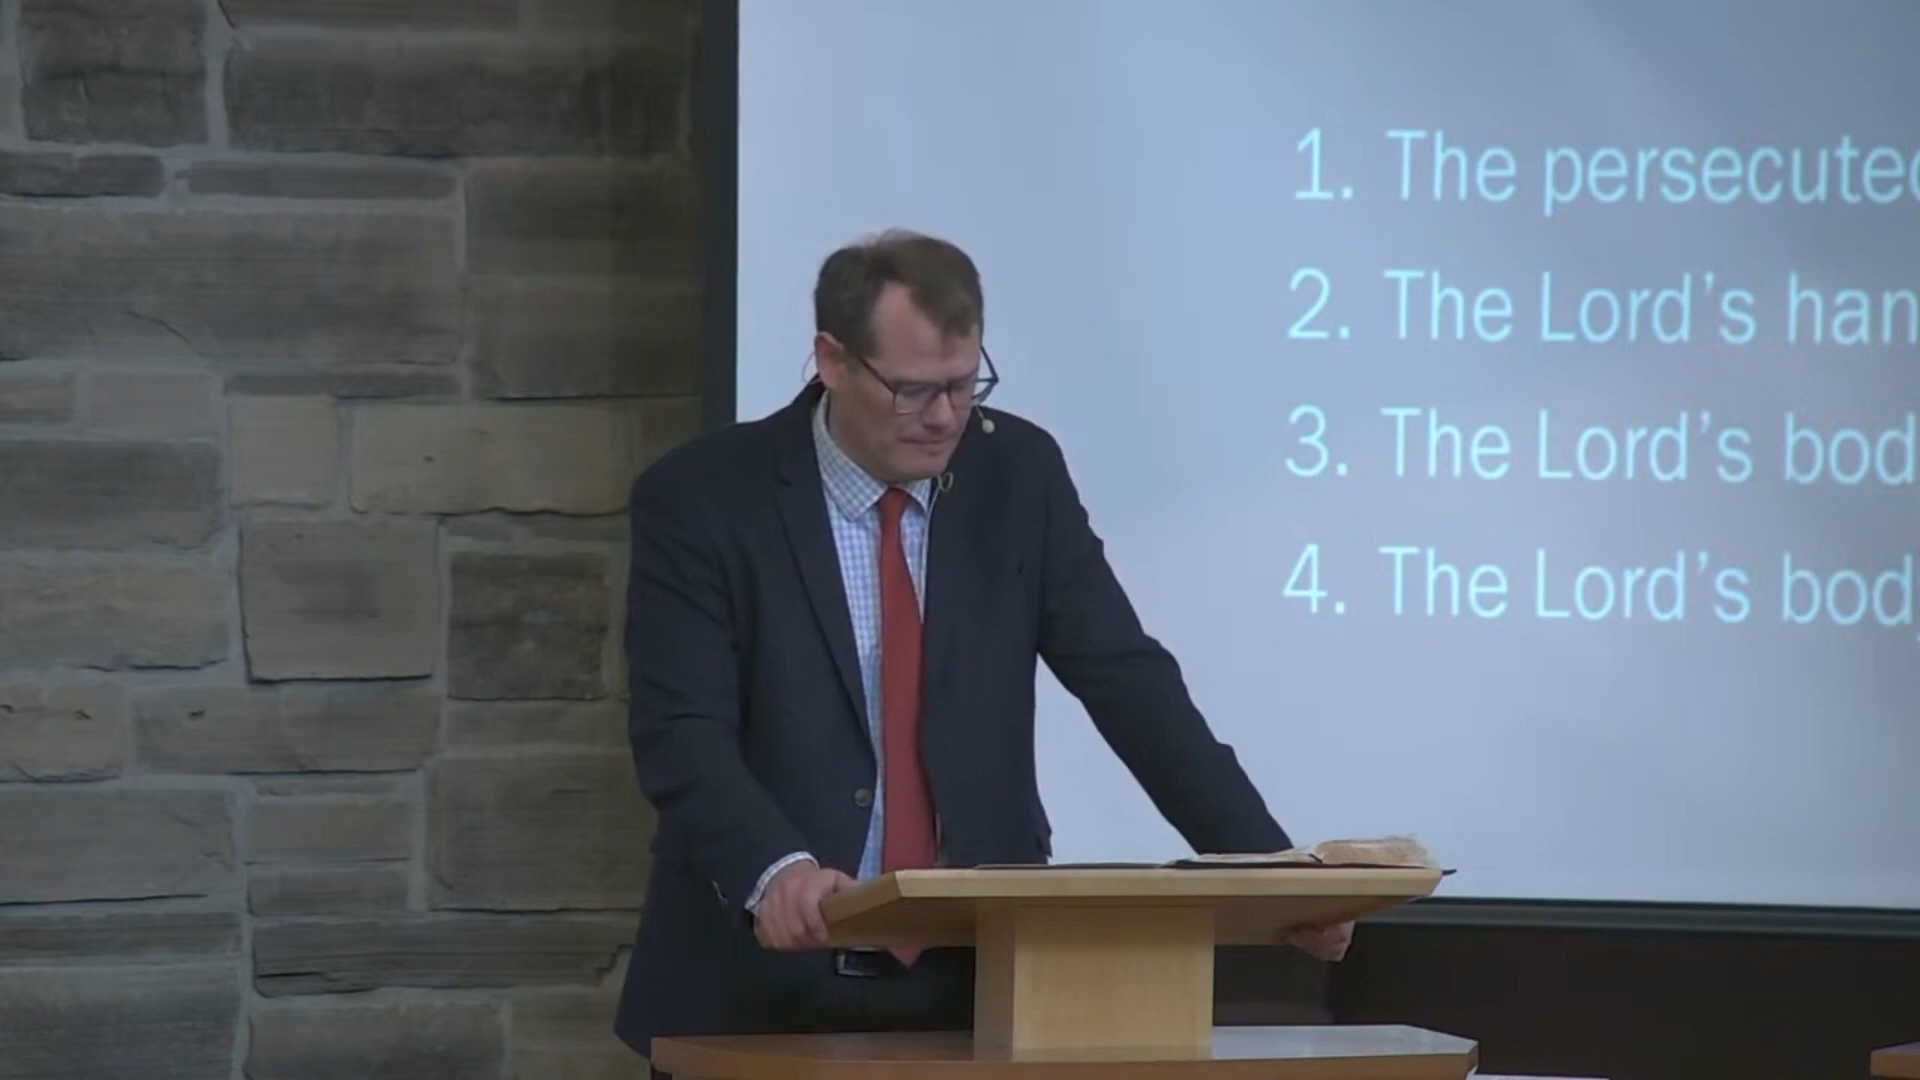 1. The persecuted
2. The Lord's han
3. The Lord's bod
4. The Lord's body